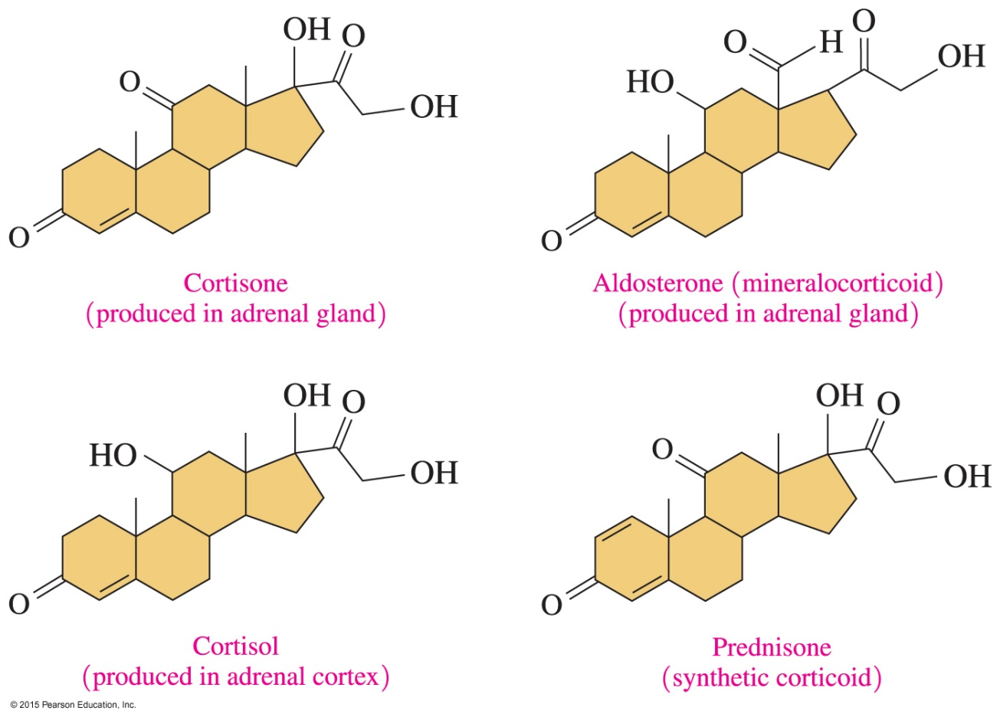 OH O
O
OH
O
Cortisone
(produced in adrenal gland)
O
O H
OH
HO
O
Aldosterone (mineralocorticoid)
(produced in adrenal gland)
OH O
HO
OH
O
Cortisol
(produced in adrenal cortex)
OH O
O
OH
O
Prednisone
(synthetic corticoid)
© 2015 Pearson Education, Inc.